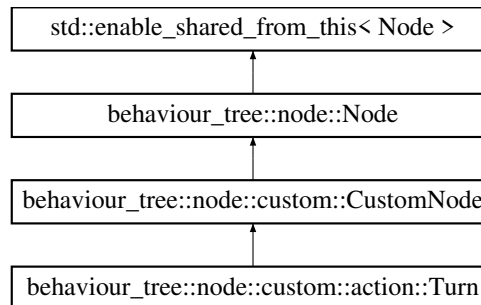 std::enable_shared_from_this< Node >
behaviour_tree::node::Node
behaviour_tree::node::custom::CustomNode
behaviour_tree::node::custom::action::Turn